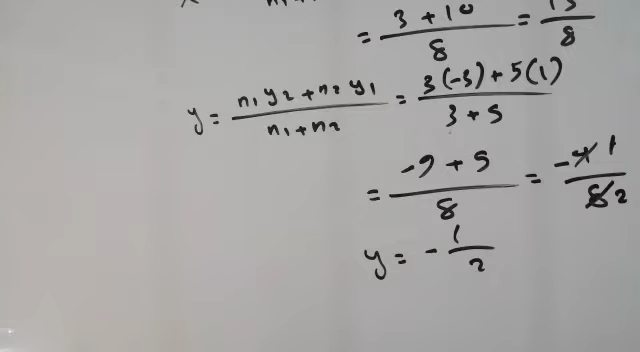 = 3 + 10 / 8 = 13 / 8
y = n₁ y₂ + n₂ y₁ / n₁ + n₂ = 3 (-3) + 5 (1) / 3 + 5
= -9 + 5 / 8 = -4 1 / 8 2
y = - 1 / 2